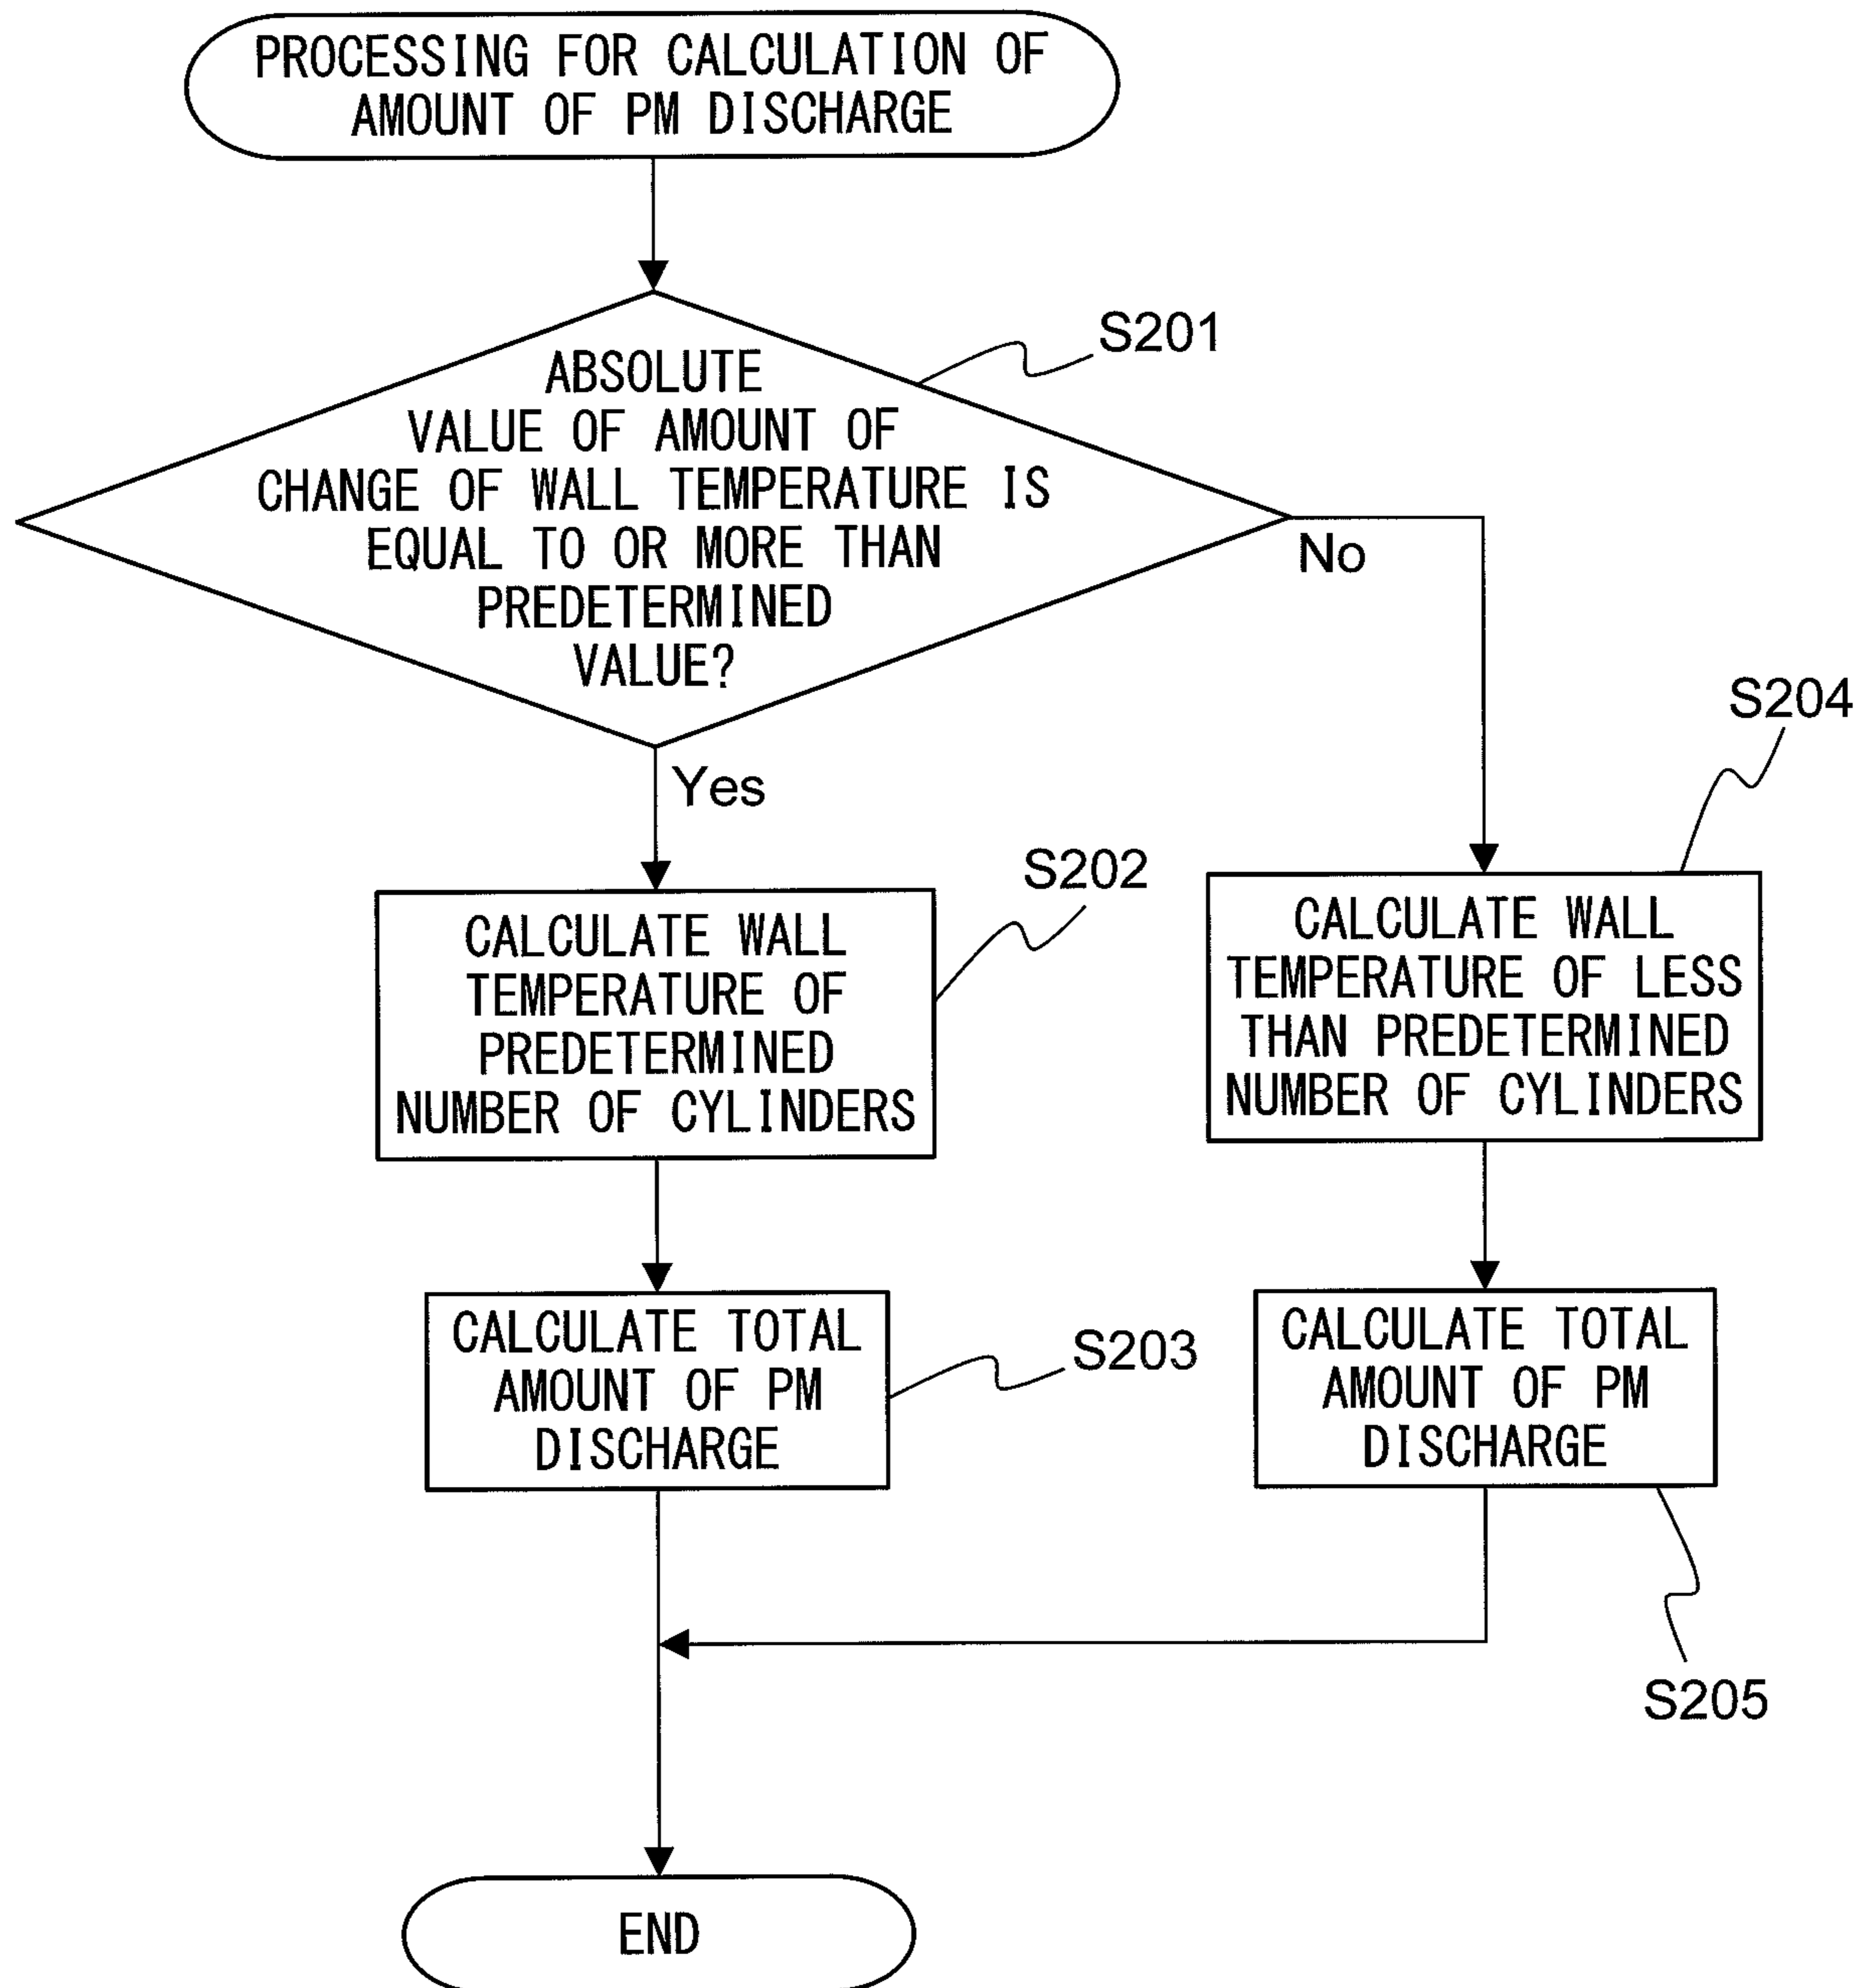 PROCESSING FOR CALCULATION OF
AMOUNT OF PM DISCHARGE
S201
ABSOLUTE
VALUE OF AMOUNT OF
CHANGE OF WALL TEMPERATURE IS
EQUAL TO OR MORE THAN
PREDETERMINED
VALUE?
No
Yes
S202
CALCULATE WALL
TEMPERATURE OF
PREDETERMINED
NUMBER OF CYLINDERS
S204
CALCULATE WALL
TEMPERATURE OF LESS
THAN PREDETERMINED
NUMBER OF CYLINDERS
CALCULATE TOTAL
AMOUNT OF PM
DISCHARGE
S203
CALCULATE TOTAL
AMOUNT OF PM
DISCHARGE
S205
END